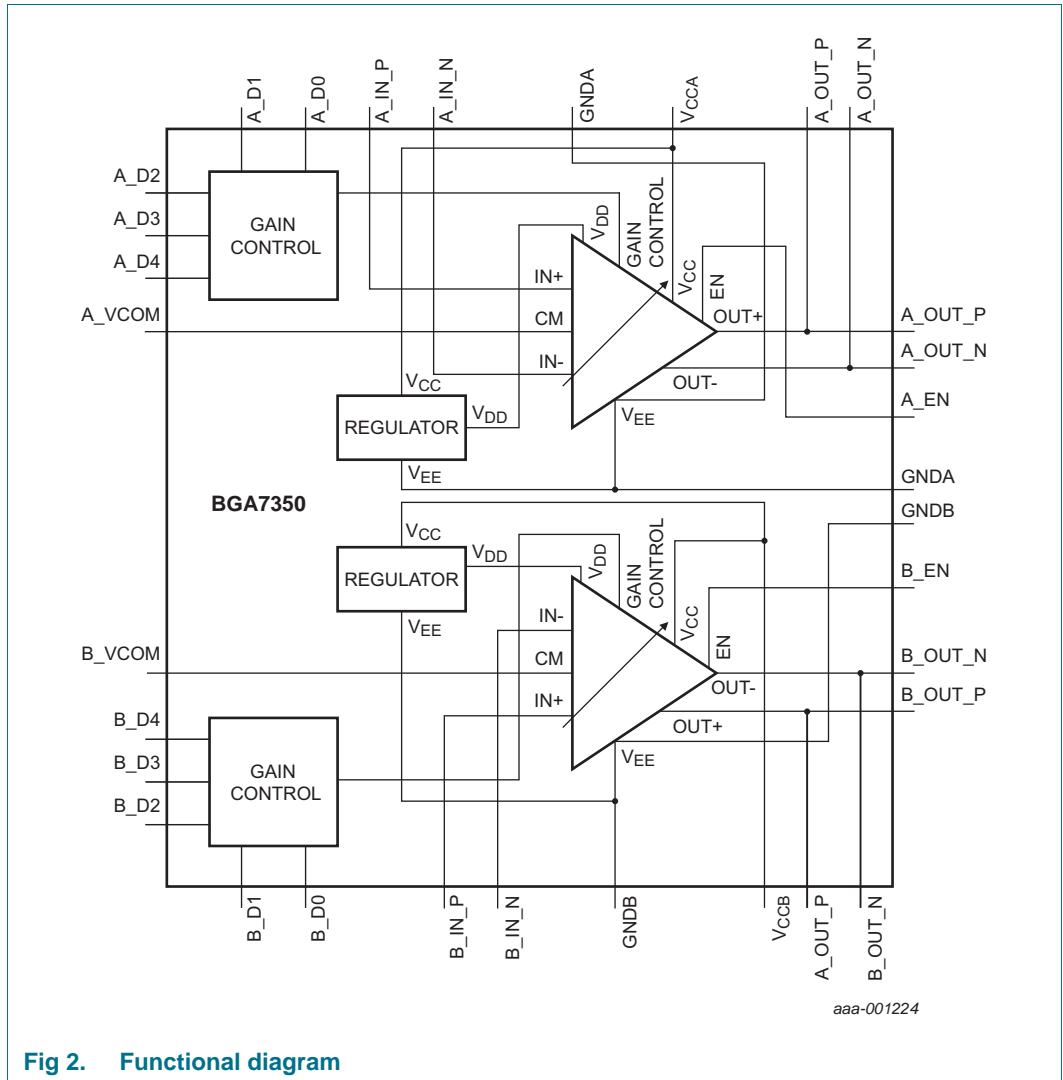 A_D1
A_D0
A_IN_P
A_IN_N
GNDA
VCCA
A_OUT_P
A_OUT_N
A_D2
A_D3
A_D4
GAIN
CONTROL
VDD
GAIN
CONTROL
VCC
EN
IN+
CM
IN-
OUT+
OUT-
VEE
A_VCOM
A_OUT_P
A_OUT_N
A_EN
VCC
REGULATOR
VDD
VEE
GNDA
BGA7350
GNDB
VCC
REGULATOR
VDD
VEE
VDD
GAIN
CONTROL
VCC
EN
B_EN
IN-
CM
IN+
OUT-
OUT+
VEE
B_VCOM
B_OUT_N
B_OUT_P
B_D4
B_D3
B_D2
GAIN
CONTROL
B_D1
B_D0
B_IN_P
B_IN_N
GNDB
VCCB
A_OUT_P
B_OUT_N
aaa-001224
Fig 2. Functional diagram